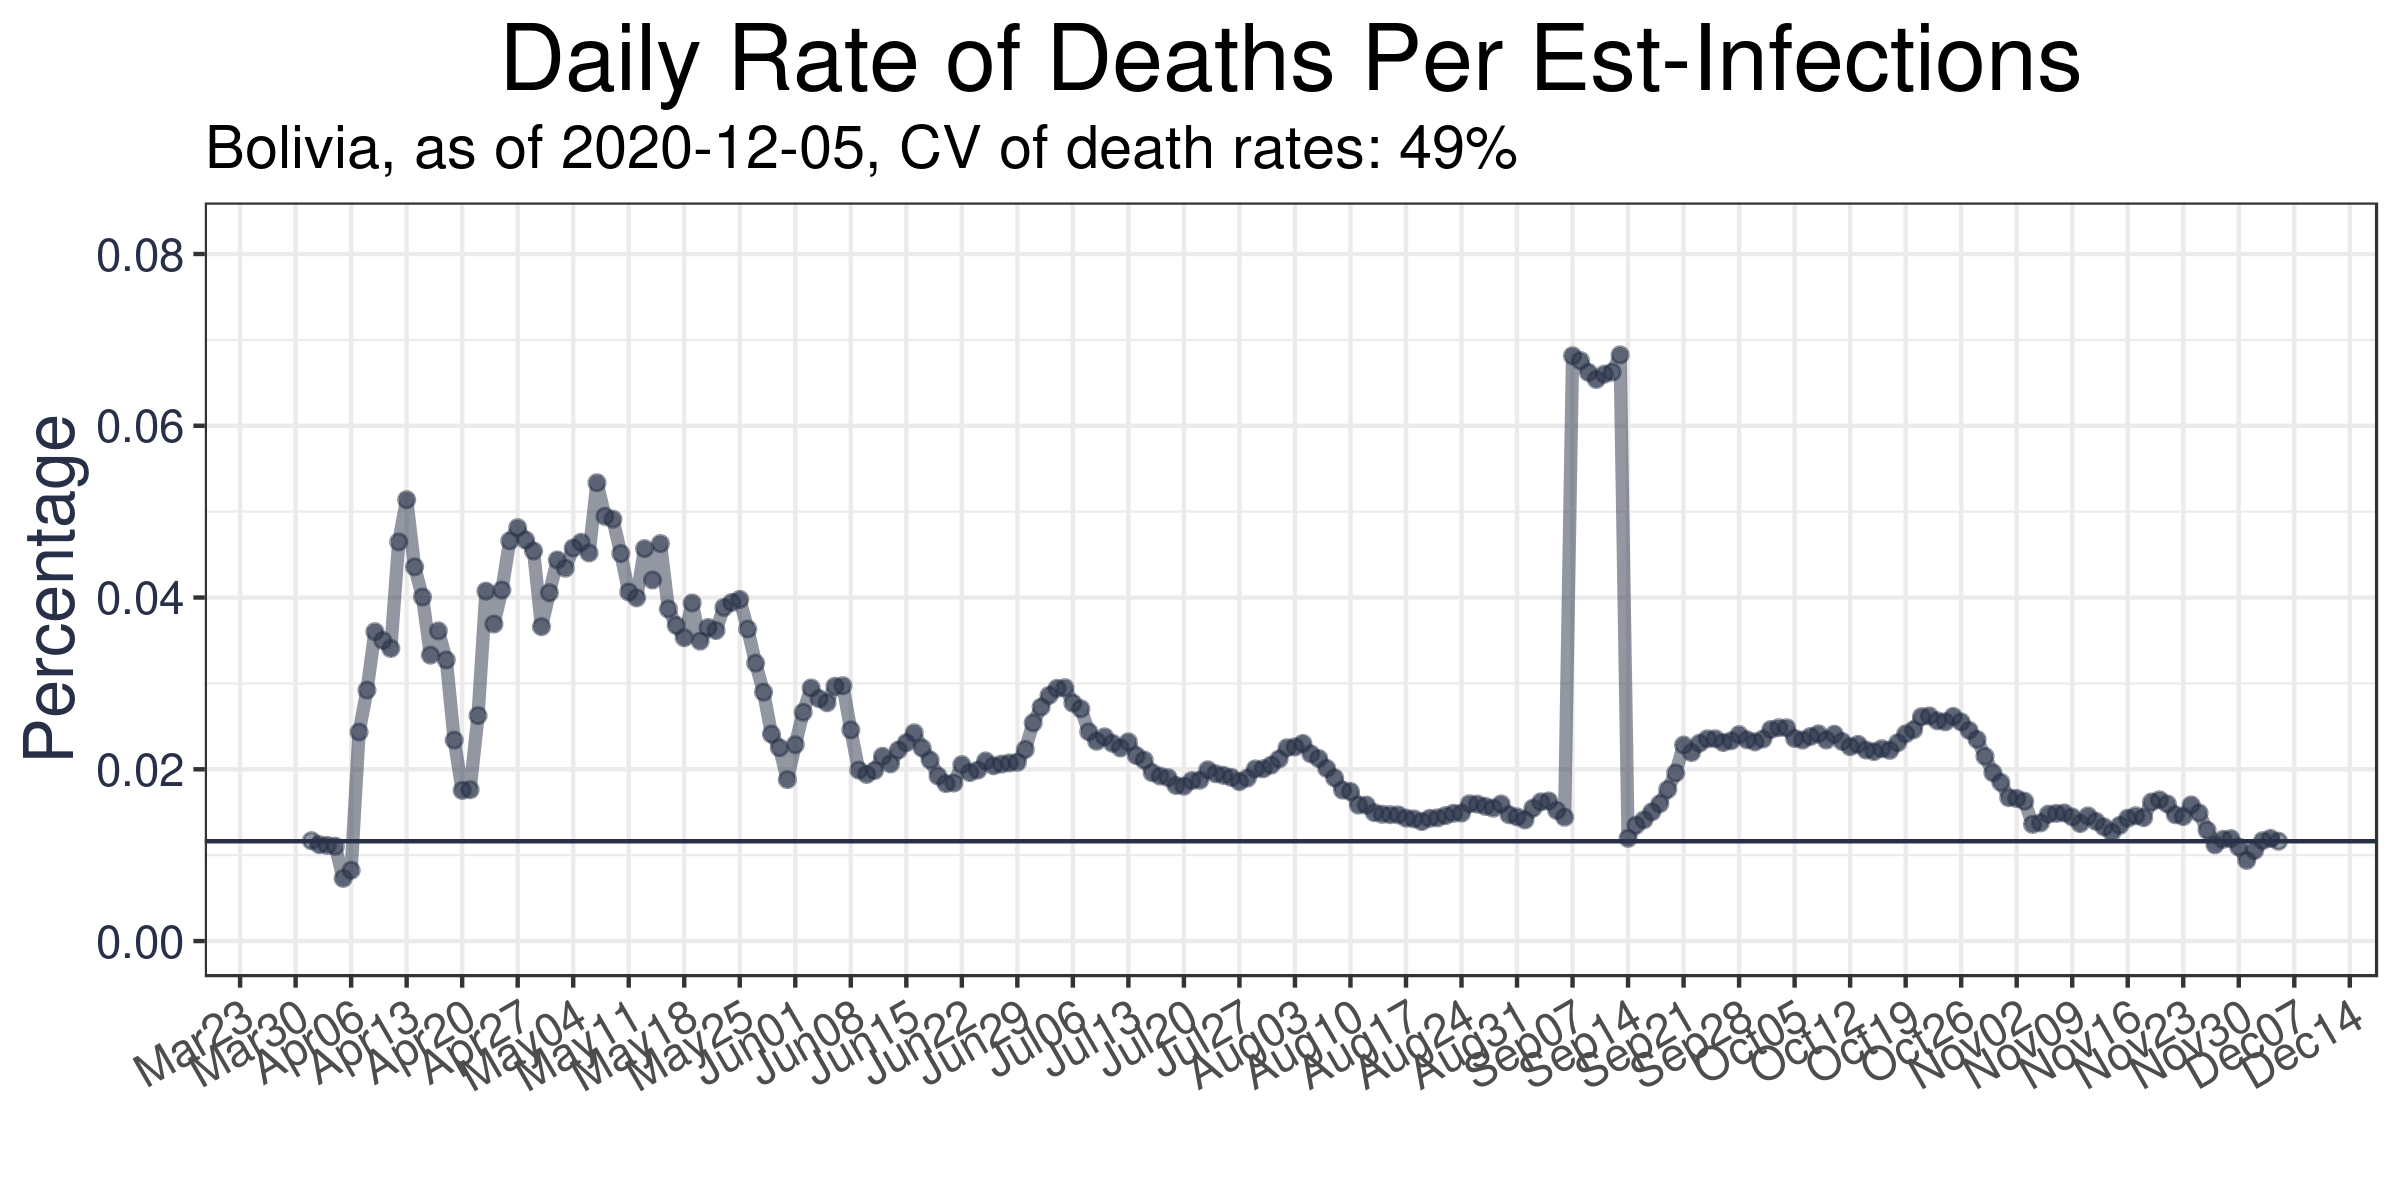 Daily Rate of Deaths Per Est-Infections
Bolivia, as of 2020-12-05, CV of death rates: 49%
Percentage
0.08
0.06
0.04
0.02
0.00
Mar23
Mar30
Apr06
Apr13
Apr20
Apr27
May04
May11
May18
May25
Jun01
Jun08
Jun15
Jun22
Jun29
Jul06
Jul13
Jul20
Jul27
Aug03
Aug10
Aug17
Aug24
Aug31
Sep07
Sep14
Sep21
Sep28
Oct05
Oct12
Oct19
Oct26
Nov02
Nov09
Nov16
Nov23
Nov30
Dec07
Dec14